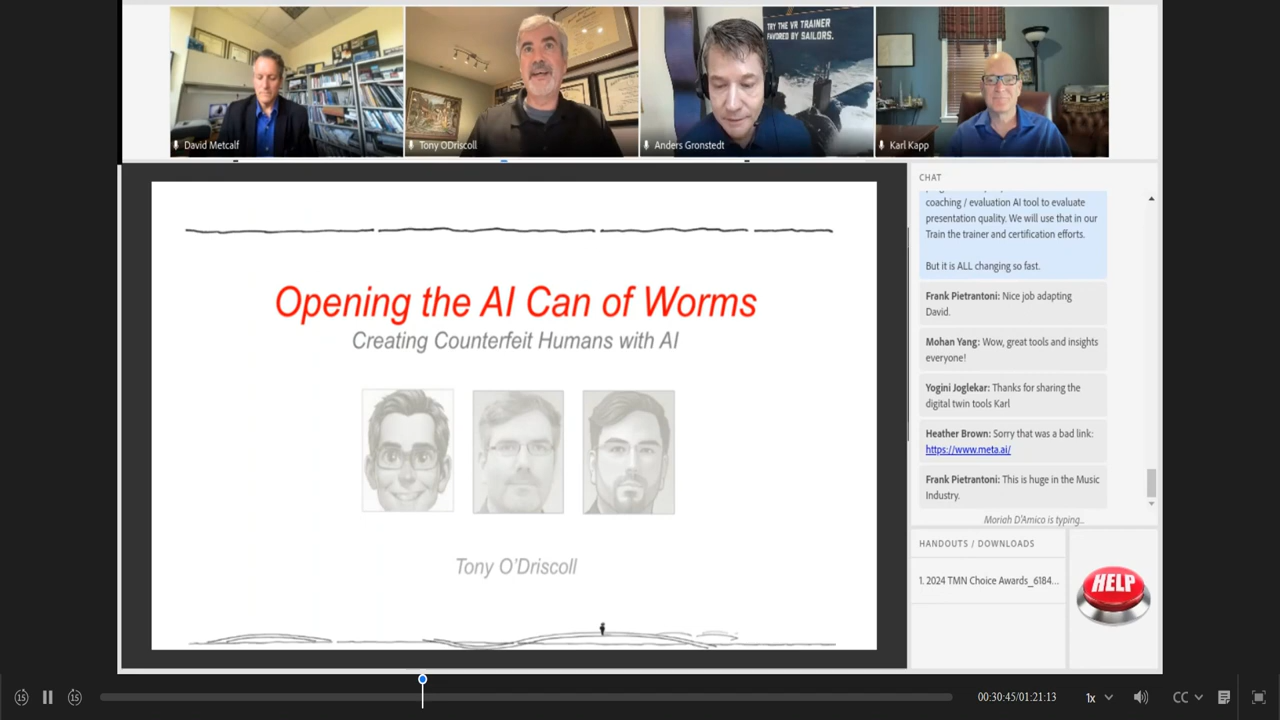 TRY THE VR TRAINER
FAVORED BY SAILORS.
David Metcalf
Tony ODriscoll
Anders Gronstedt
Karl Kapp
Opening the AI Can of Worms
Creating Counterfeit Humans with AI
Tony O'Driscoll
CHAT
coaching / evaluation AI tool to evaluate
presentation quality. We will use that in our
Train the trainer and certification efforts.
But it is ALL changing so fast.
Frank Pietrantoni: Nice job adapting
David.
Mohan Yang: Wow, great tools and insights
everyone!
Yogini Joglekar: Thanks for sharing the
digital twin tools Karl
Heather Brown: Sorry that was a bad link:
https://www.meta.ai/
Frank Pietrantoni: This is huge in the Music
Industry.
Moriah D'Amico is typing..
HANDOUTS / DOWNLOADS
1. 2024 TMN Choice Awards_6184...
HELP
15
15
00:30:45/01:21:13
1x
CC